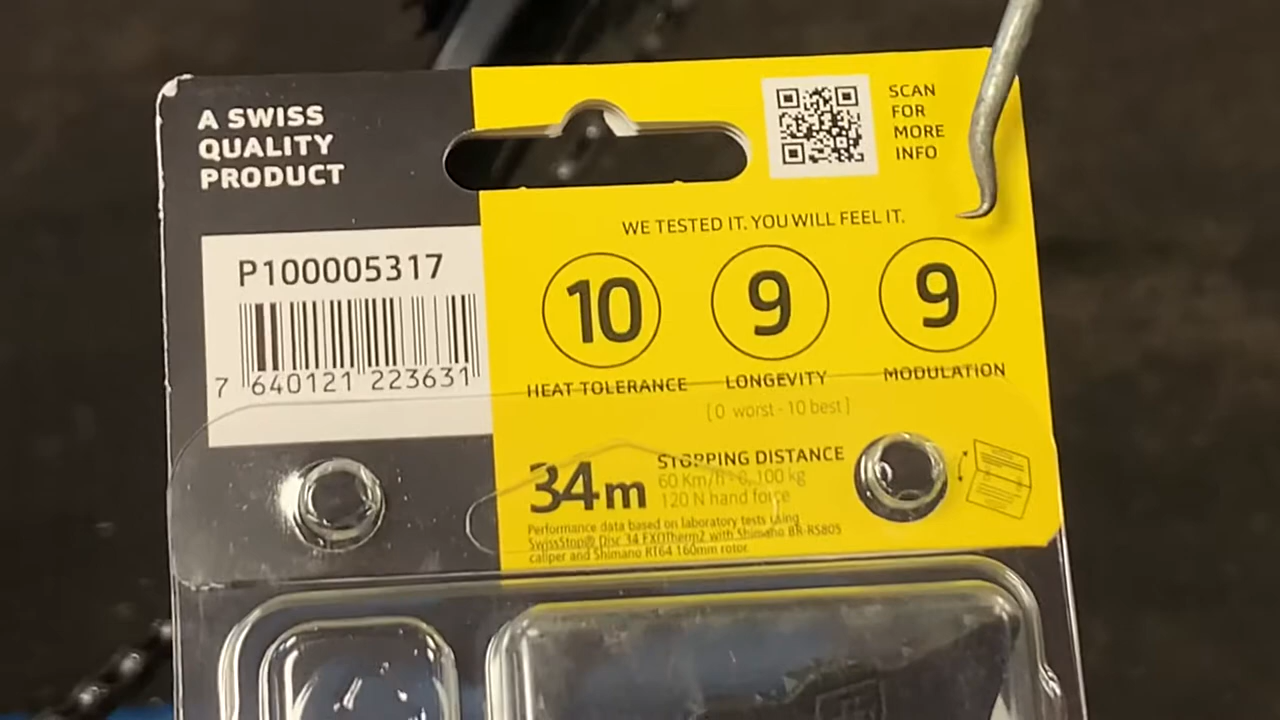 A SWISS
QUALITY
PRODUCT
SCAN
FOR
MORE
INFO
WE TESTED IT. YOU WILL FEEL IT.
P100005317
7 640121 223631
10
9
9
HEAT TOLERANCE
LONGEVITY
MODULATION
[0 worst - 10 best]
34m
STOPPING DISTANCE
60 Km/h - 0, 100 kg
120 N hand force
Performance data based on laboratory tests using
SwissStop® Disc 34 EXOTherm2 with Shimano BR-RS805
caliper and Shimano RT64 160mm rotor.